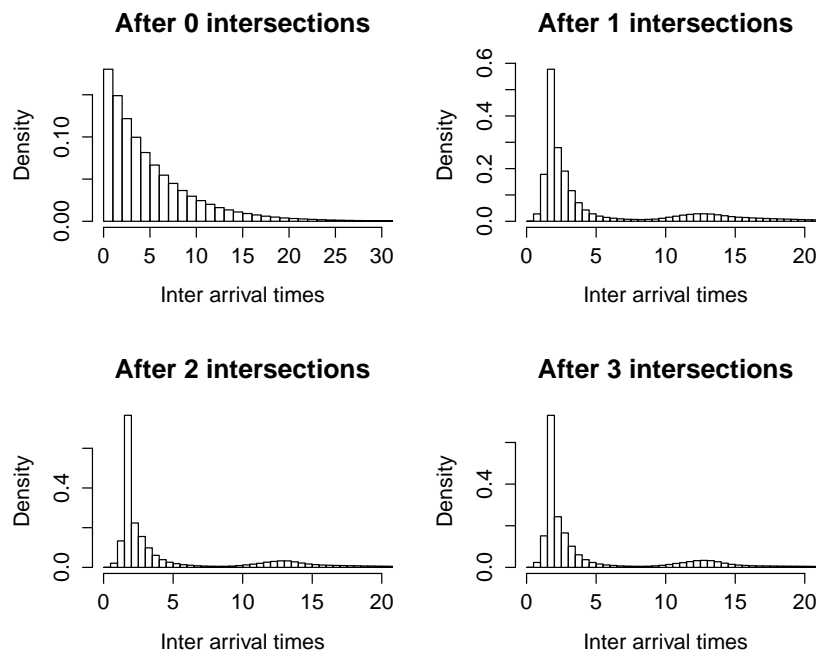 After 0 intersections
Density
0.00 0.10
0 5 10 15 20 25 30
Inter arrival times
After 1 intersections
Density
0.0 0.2 0.4 0.6
0 5 10 15 20
Inter arrival times
After 2 intersections
Density
0.0 0.4
0 5 10 15 20
Inter arrival times
After 3 intersections
Density
0.0 0.4
0 5 10 15 20
Inter arrival times